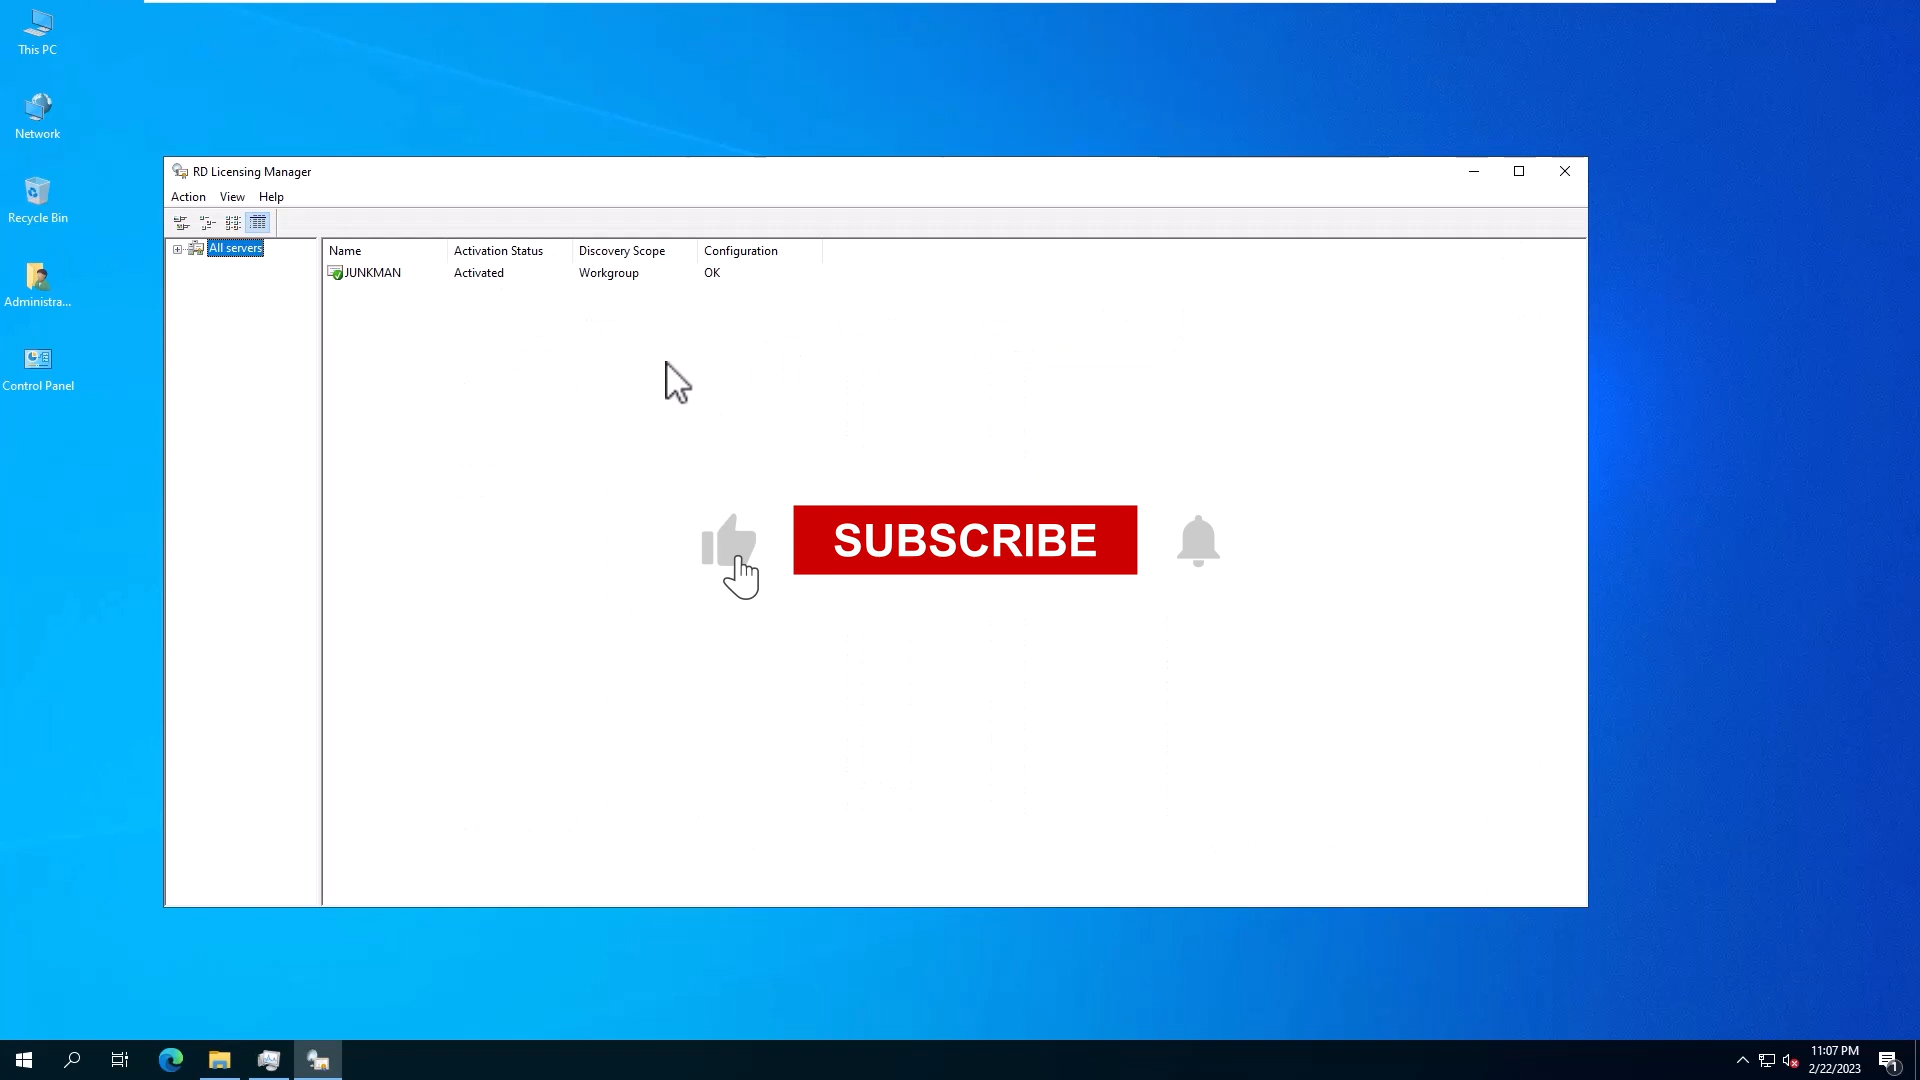 This PC
Network
Recycle Bin
Administra...
Control Panel
RD Licensing Manager
Action View Help
All servers
Name Activation Status Discovery Scope Configuration
JUNKMAN Activated Workgroup OK
SUBSCRIBE
11:07 PM
2/22/2023
1